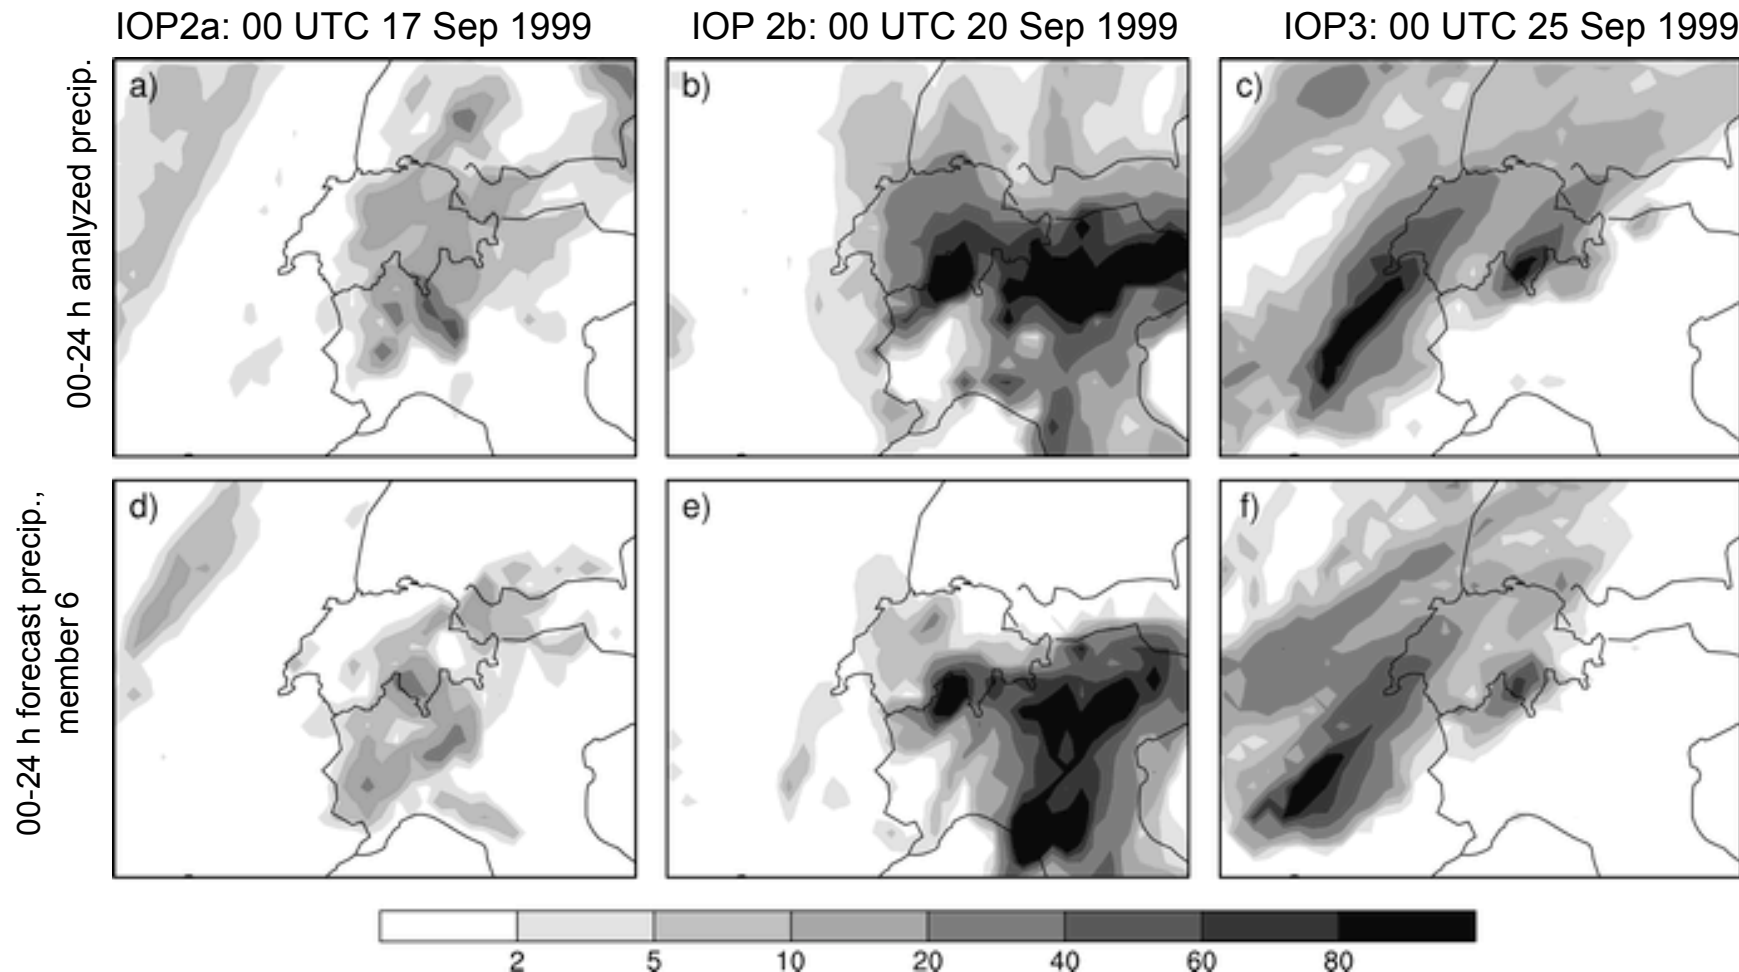 IOP2a: 00 UTC 17 Sep 1999
IOP 2b: 00 UTC 20 Sep 1999
IOP3: 00 UTC 25 Sep 1999
00-24 h analyzed precip.
a)
b)
c)
00-24 h forecast precip.,
member 6
d)
e)
f)
2
5
10
20
40
60
80